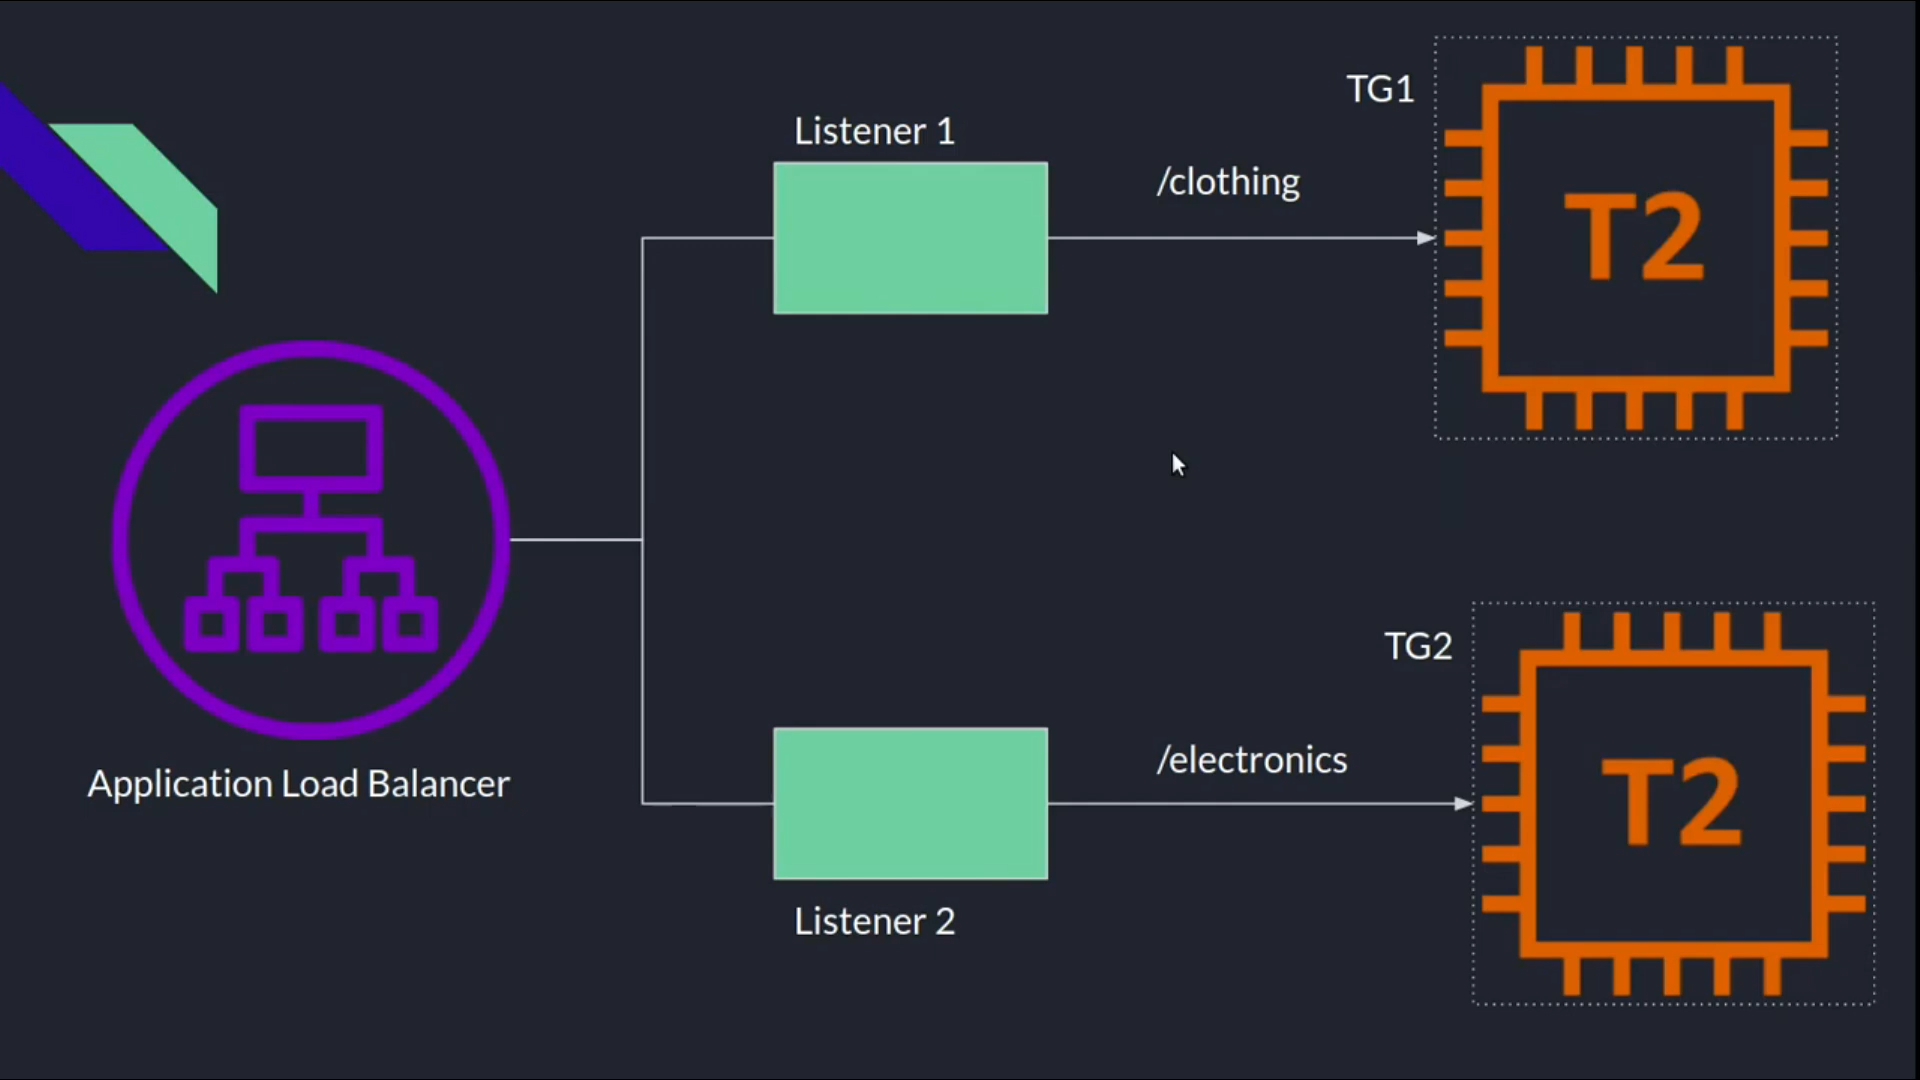 TG1
Listener 1
/clothing
T2
TG2
/electronics
T2
Application Load Balancer
Listener 2